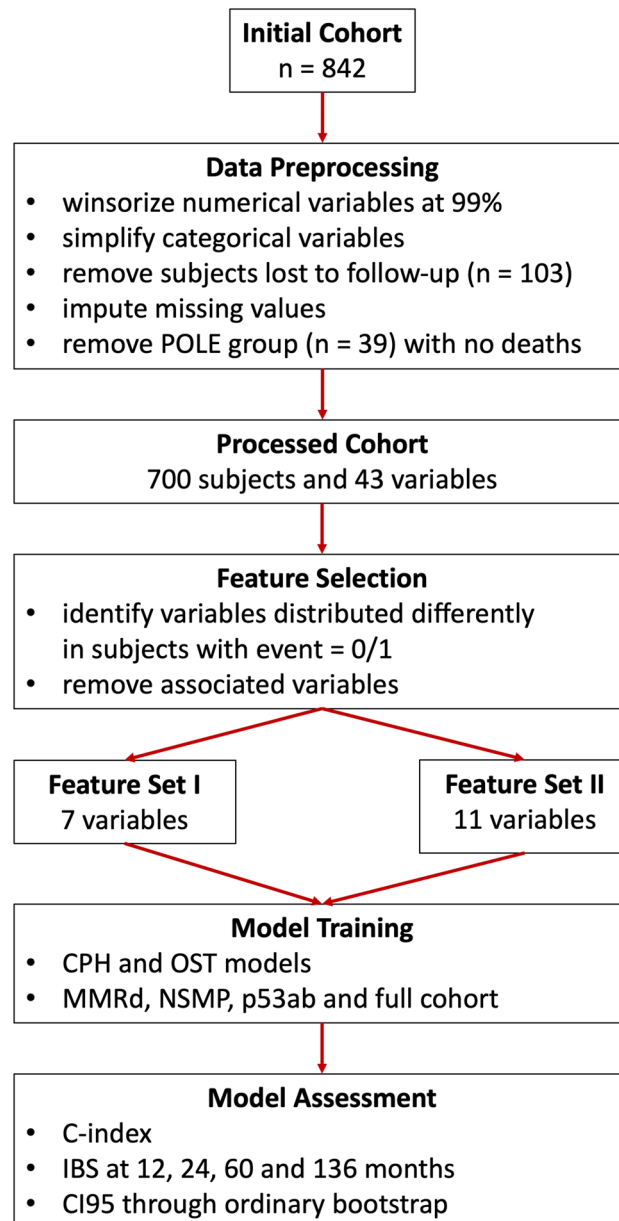 Initial Cohort
n = 842
Data Preprocessing
• winsorize numerical variables at 99%
• simplify categorical variables
• remove subjects lost to follow-up (n = 103)
• impute missing values
• remove POLE group (n = 39) with no deaths
Processed Cohort
700 subjects and 43 variables
Feature Selection
• identify variables distributed differently
in subjects with event = 0/1
• remove associated variables
Feature Set I
7 variables
Feature Set II
11 variables
Model Training
• CPH and OST models
• MMRd, NSMP, p53ab and full cohort
Model Assessment
• C-index
• IBS at 12, 24, 60 and 136 months
• CI95 through ordinary bootstrap